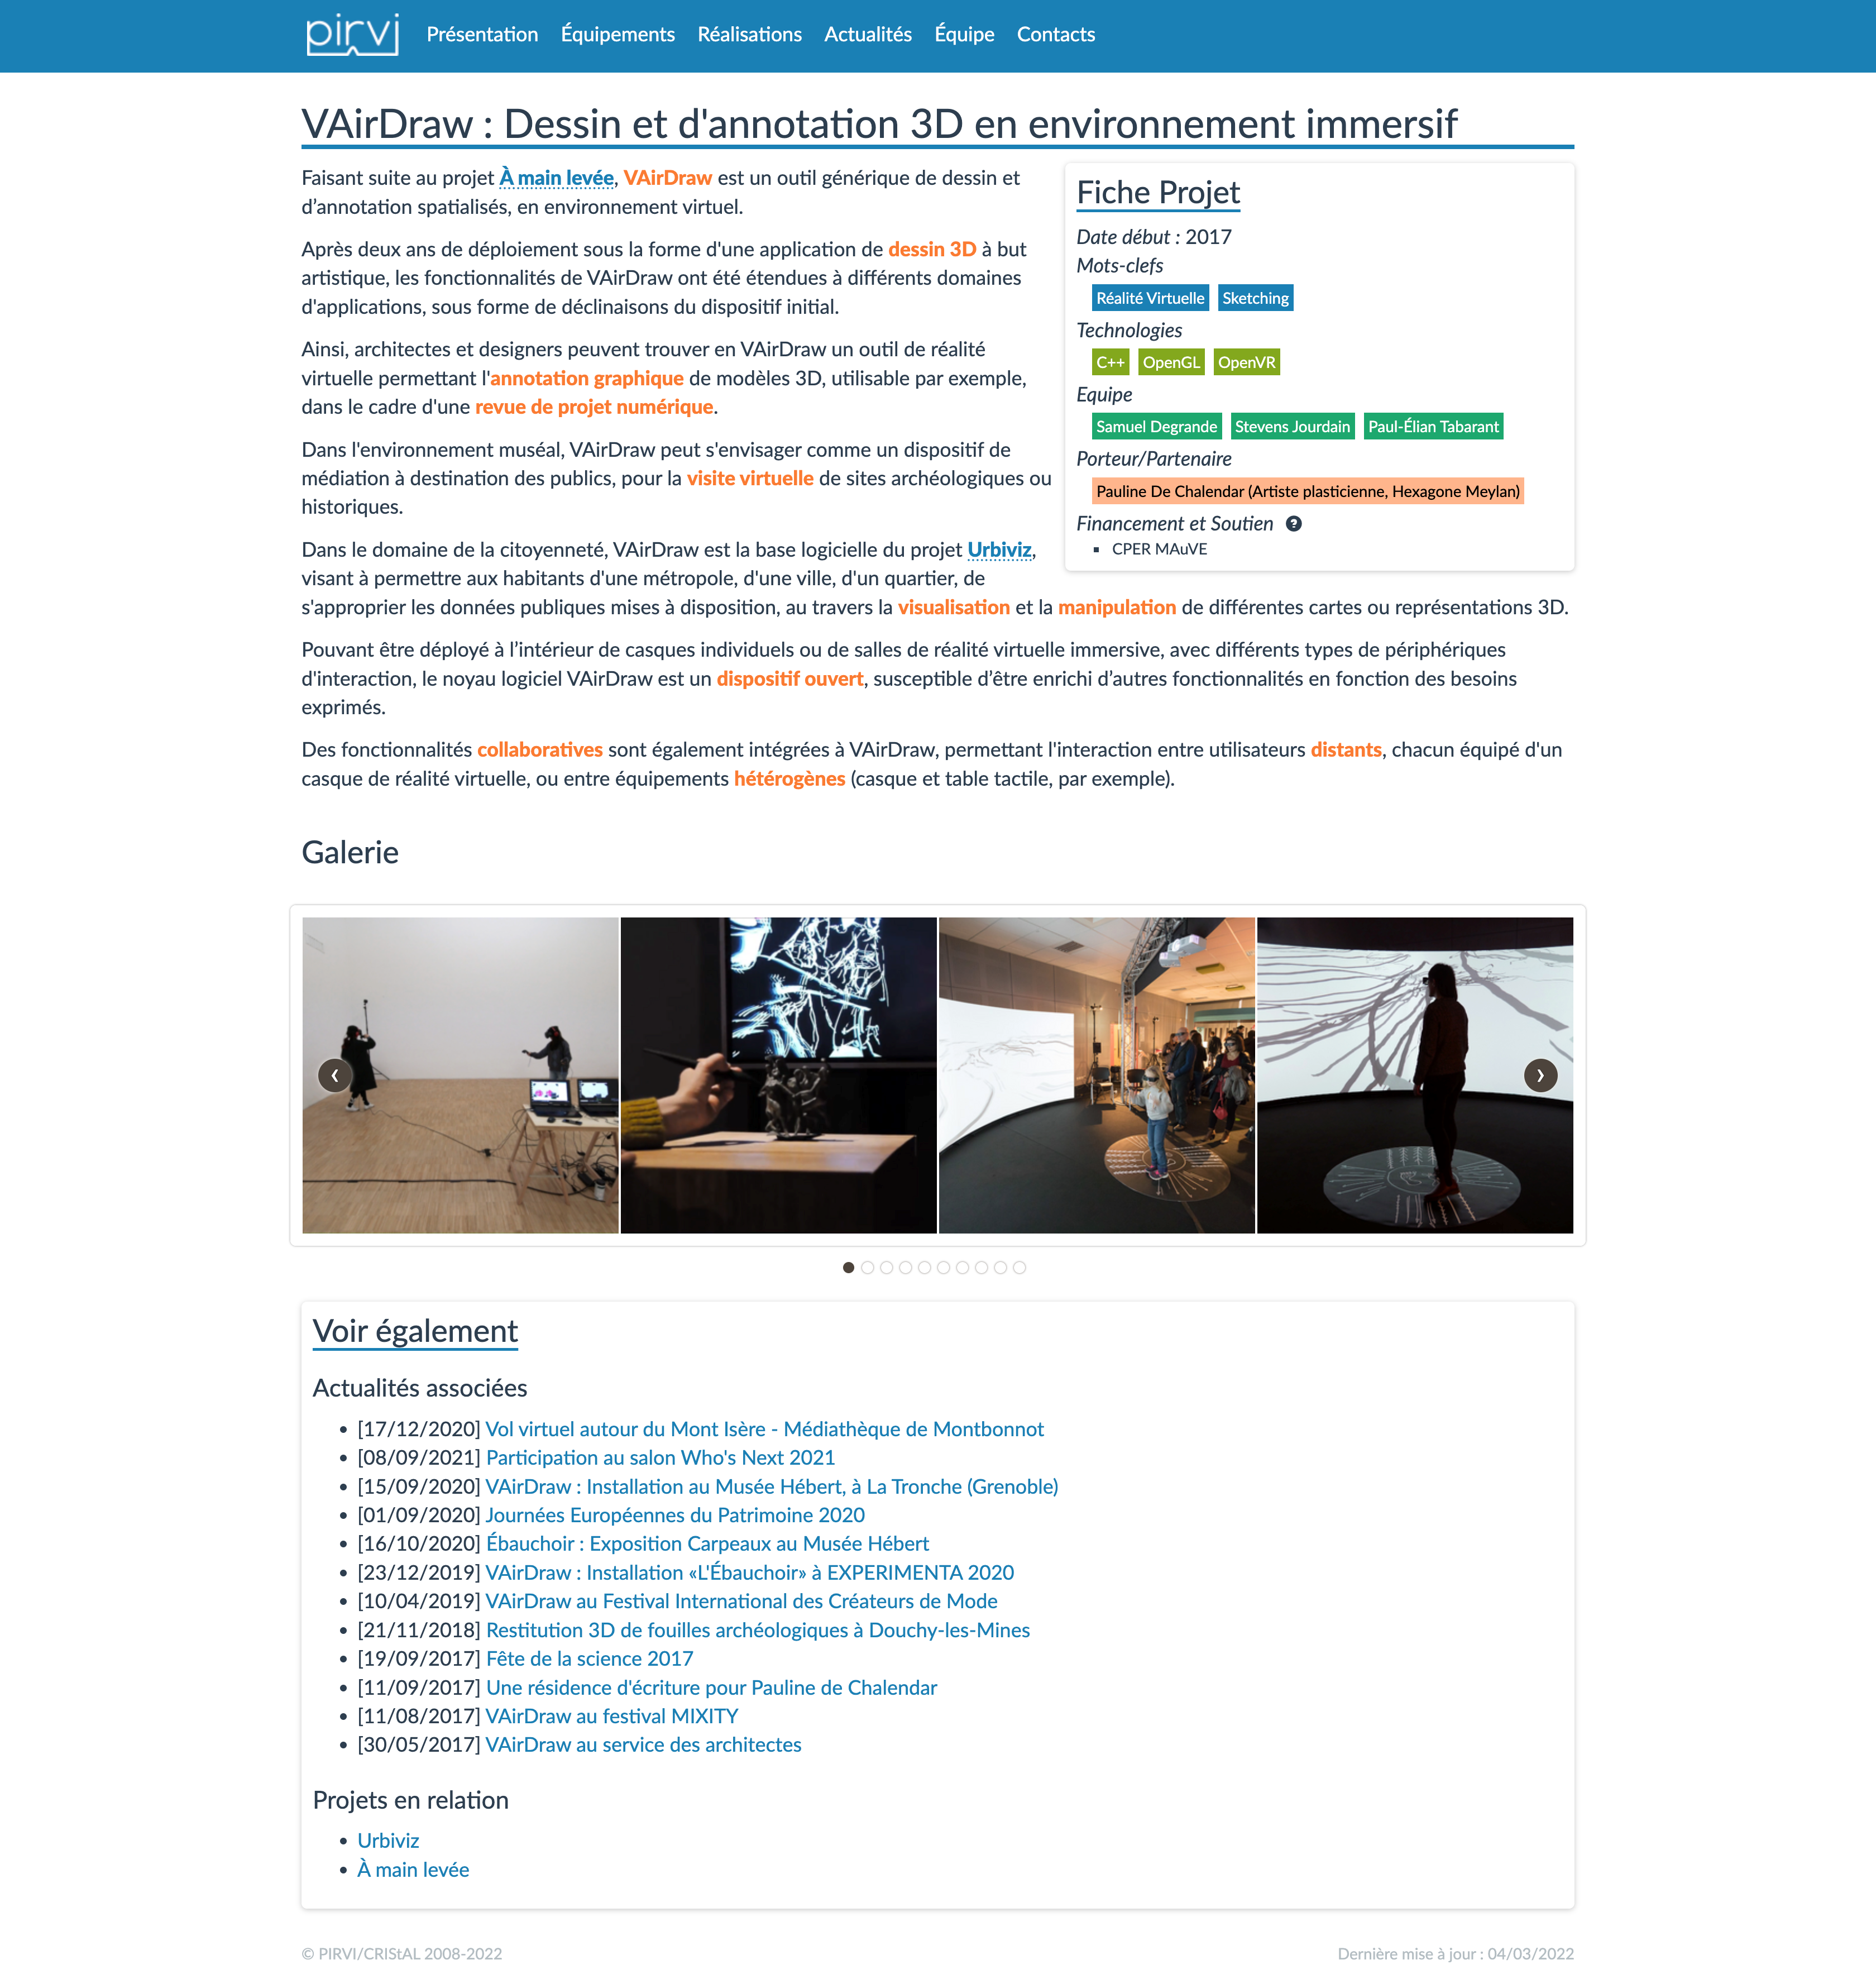 pirvi
Présentation Équipements Réalisations Actualités Équipe Contacts
VAirDraw : Dessin et d'annotation 3D en environnement immersif
Faisant suite au projet À main levée, VAirDraw est un outil générique de dessin et
d’annotation spatialisés, en environnement virtuel.
Après deux ans de déploiement sous la forme d'une application de dessin 3D à but
artistique, les fonctionnalités de VAirDraw ont été étendues à différents domaines
d'applications, sous forme de déclinaisons du dispositif initial.
Ainsi, architectes et designers peuvent trouver en VAirDraw un outil de réalité
virtuelle permettant l'annotation graphique de modèles 3D, utilisable par exemple,
dans le cadre d'une revue de projet numérique.
Dans l'environnement muséal, VAirDraw peut s'envisager comme un dispositif de
médiation à destination des publics, pour la visite virtuelle de sites archéologiques ou
historiques.
Dans le domaine de la citoyenneté, VAirDraw est la base logicielle du projet Urbiviz,
visant à permettre aux habitants d'une métropole, d'une ville, d'un quartier, de
s'approprier les données publiques mises à disposition, au travers la visualisation et la manipulation de différentes cartes ou représentations 3D.
Pouvant être déployé à l’intérieur de casques individuels ou de salles de réalité virtuelle immersive, avec différents types de périphériques
d'interaction, le noyau logiciel VAirDraw est un dispositif ouvert, susceptible d’être enrichi d’autres fonctionnalités en fonction des besoins
exprimés.
Des fonctionnalités collaboratives sont également intégrées à VAirDraw, permettant l'interaction entre utilisateurs distants, chacun équipé d'un
casque de réalité virtuelle, ou entre équipements hétérogènes (casque et table tactile, par exemple).
Fiche Projet
Date début : 2017
Mots-clefs
Réalité Virtuelle Sketching
Technologies
C++ OpenGL OpenVR
Equipe
Samuel Degrande Stevens Jourdain Paul-Élian Tabarant
Porteur/Partenaire
Pauline De Chalendar (Artiste plasticienne, Hexagone Meylan)
Financement et Soutien ?
▪ CPER MAuVE
Galerie
❮ ❯
Voir également
Actualités associées
• [17/12/2020] Vol virtuel autour du Mont Isère - Médiathèque de Montbonnot
• [08/09/2021] Participation au salon Who's Next 2021
• [15/09/2020] VAirDraw : Installation au Musée Hébert, à La Tronche (Grenoble)
• [01/09/2020] Journées Européennes du Patrimoine 2020
• [16/10/2020] Ébauchoir : Exposition Carpeaux au Musée Hébert
• [23/12/2019] VAirDraw : Installation «L'Ébauchoir» à EXPERIMENTA 2020
• [10/04/2019] VAirDraw au Festival International des Créateurs de Mode
• [21/11/2018] Restitution 3D de fouilles archéologiques à Douchy-les-Mines
• [19/09/2017] Fête de la science 2017
• [11/09/2017] Une résidence d'écriture pour Pauline de Chalendar
• [11/08/2017] VAirDraw au festival MIXITY
• [30/05/2017] VAirDraw au service des architectes
Projets en relation
• Urbiviz
• À main levée
© PIRVI/CRIStAL 2008-2022
Dernière mise à jour : 04/03/2022